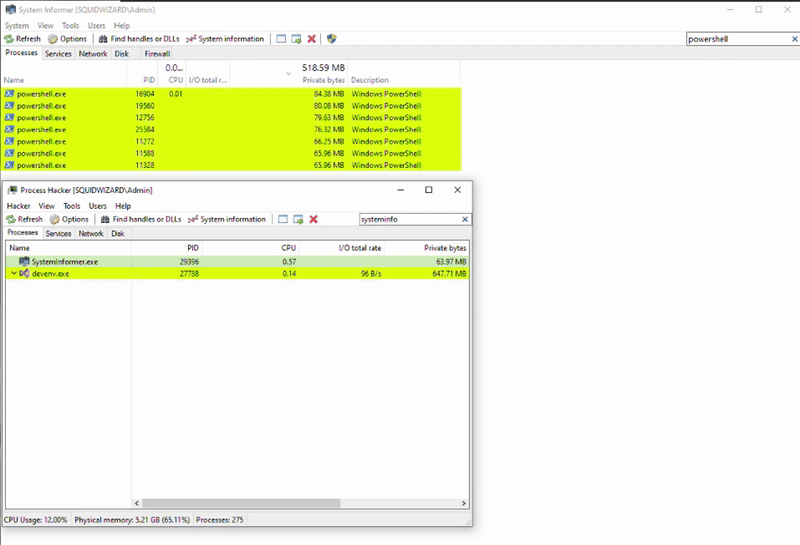 System Informer [SQUIDWIZARD\Admin]
System View Tools Users Help
Refresh Options Find handles or DLLs System information powershell
Processes Services Network Disk Firewall
0.0... 518.59 MB
Name PID CPU I/O total r... Private bytes Description
powershell.exe 16904 0.01 84.38 MB Windows PowerShell
powershell.exe 19560 80.08 MB Windows PowerShell
powershell.exe 12756 79.63 MB Windows PowerShell
powershell.exe 25584 76.32 MB Windows PowerShell
powershell.exe 11272 66.25 MB Windows PowerShell
powershell.exe 11588 65.96 MB Windows PowerShell
powershell.exe 11328 65.96 MB Windows PowerShell
Process Hacker [SQUIDWIZARD\Admin]
Hacker View Tools Users Help
Refresh Options Find handles or DLLs System information systeminfo
Processes Services Network Disk
Name PID CPU I/O total rate Private bytes
SystemInformer.exe 29396 0.57 63.97 MB
devenv.exe 27788 0.14 96 B/s 647.71 MB
CPU Usage: 12.00% Physical memory: 5.21 GB (65.11%) Processes: 275